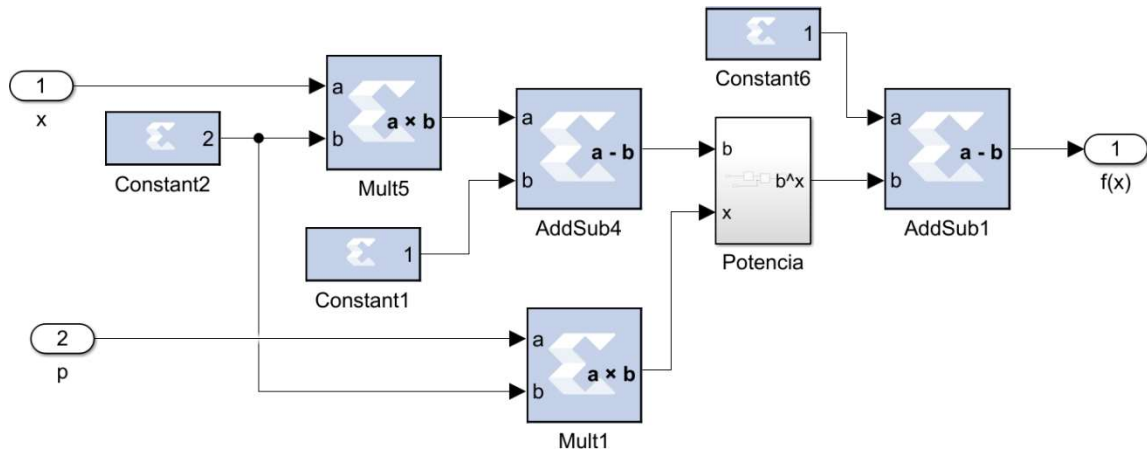 1
x
2
Constant2
a
b
a × b
Mult5
1
Constant1
a
b
a - b
AddSub4
2
p
a
b
a × b
Mult1
b
x
b^x
Potencia
1
Constant6
a
b
a - b
AddSub1
1
f(x)